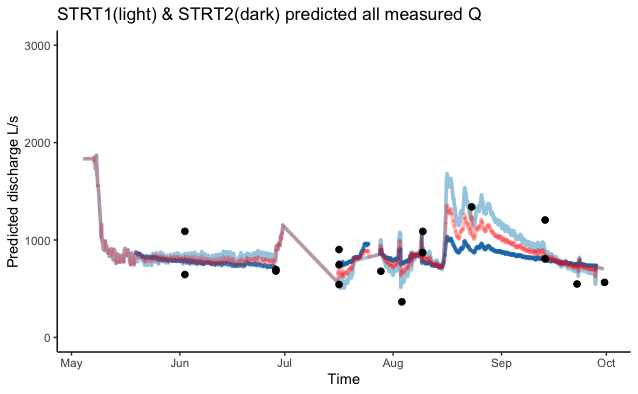 STRT1(light) & STRT2(dark) predicted all measured Q
Predicted discharge L/s
3000
2000
1000
0
May Jun Jul Aug Sep Oct
Time